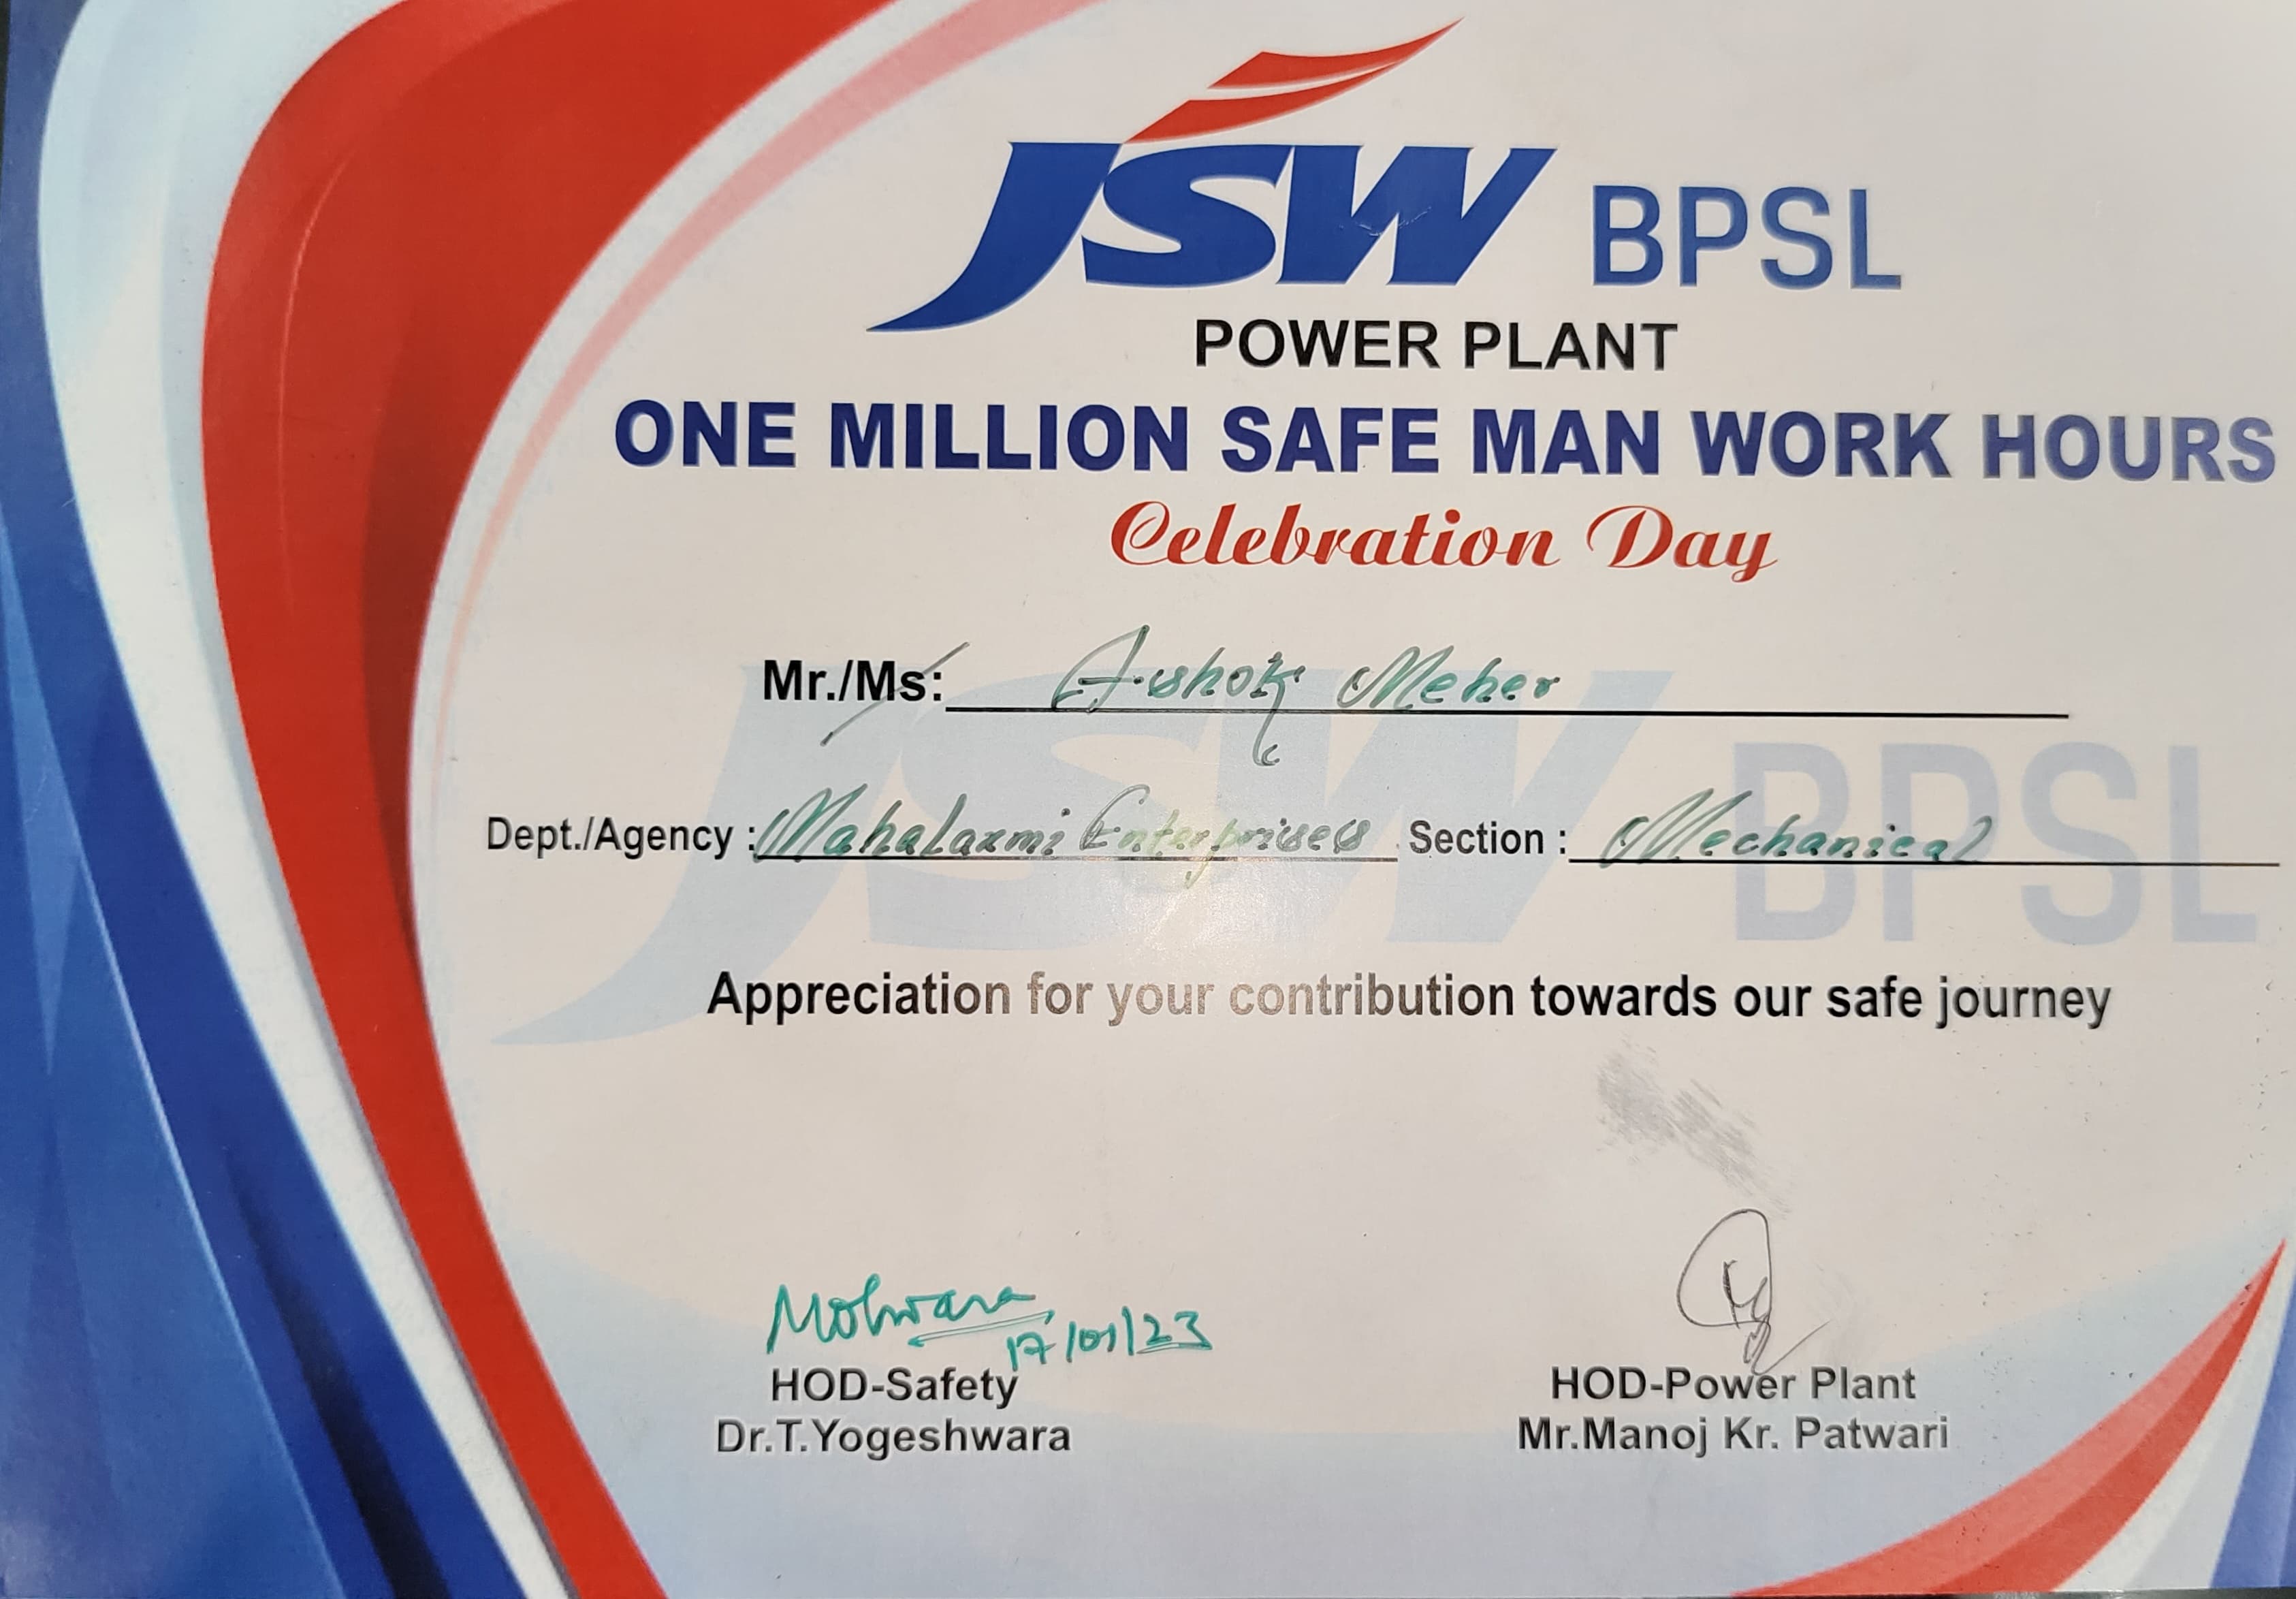 JSW BPSL
POWER PLANT
ONE MILLION SAFE MAN WORK HOURS
Celebration Day
Mr./Ms: Ashok Meher
Dept./Agency : Mahalaxmi Enterprises Section : Mechanical
JSW BPSL
Appreciation for your contribution towards our safe journey
17/01/23
HOD-Safety HOD-Power Plant
Dr.T.Yogeshwara Mr.Manoj Kr. Patwari